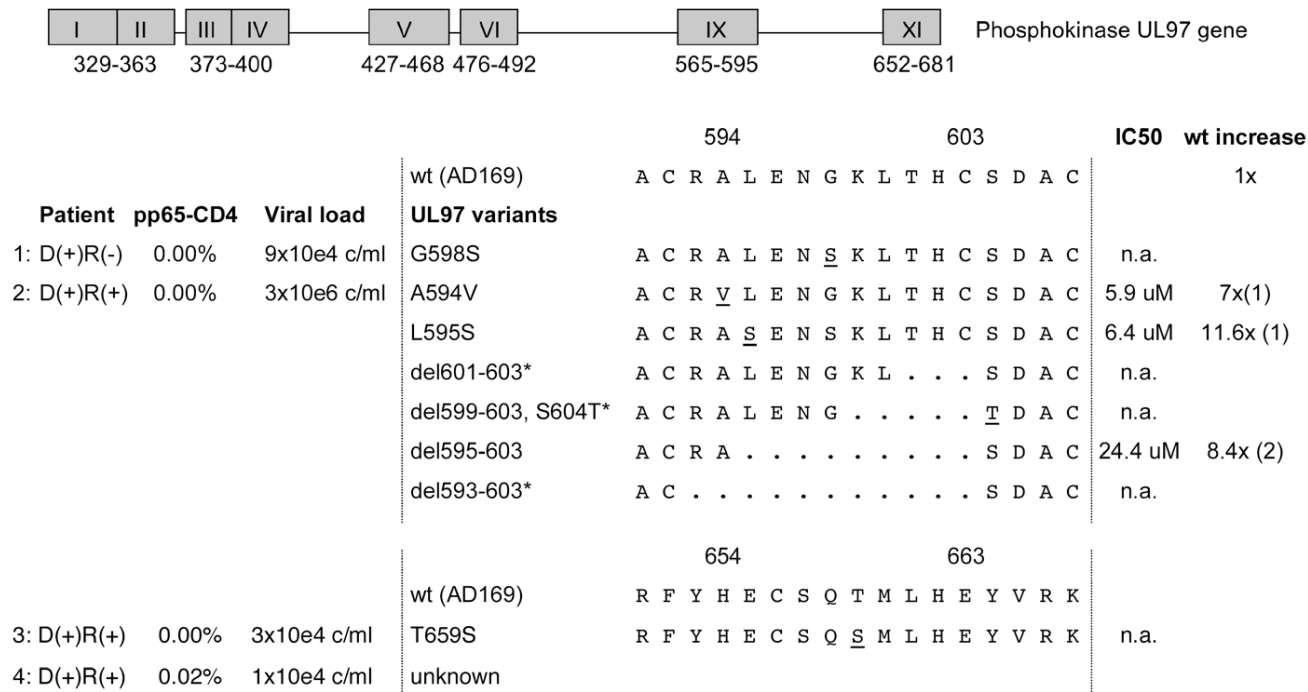 I II III IV V VI IX XI Phosphokinase UL97 gene
329-363 373-400 427-468 476-492 565-595 652-681
594 603 IC50 wt increase
wt (AD169) A C R A L E N G K L T H C S D A C 1x
Patient pp65-CD4 Viral load UL97 variants
1: D(+)R(-) 0.00% 9x10e4 c/ml G598S A C R A L E N S K L T H C S D A C n.a.
2: D(+)R(+) 0.00% 3x10e6 c/ml A594V A C R V L E N G K L T H C S D A C 5.9 uM 7x(1)
L595S A C R A S E N S K L T H C S D A C 6.4 uM 11.6x (1)
del601-603* A C R A L E N G K L . . . S D A C n.a.
del599-603, S604T* A C R A L E N G . . . . . T D A C n.a.
del595-603 A C R A . . . . . . . . . S D A C 24.4 uM 8.4x (2)
del593-603* A C . . . . . . . . . . . S D A C n.a.
654 663
wt (AD169) R F Y H E C S Q T M L H E Y V R K
3: D(+)R(+) 0.00% 3x10e4 c/ml T659S R F Y H E C S Q S M L H E Y V R K n.a.
4: D(+)R(+) 0.02% 1x10e4 c/ml unknown